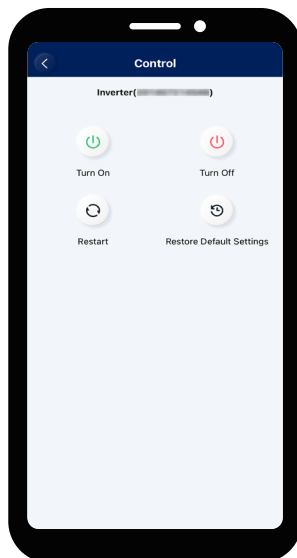 Control
Inverter( )
Turn On
Turn Off
Restart
Restore Default Settings